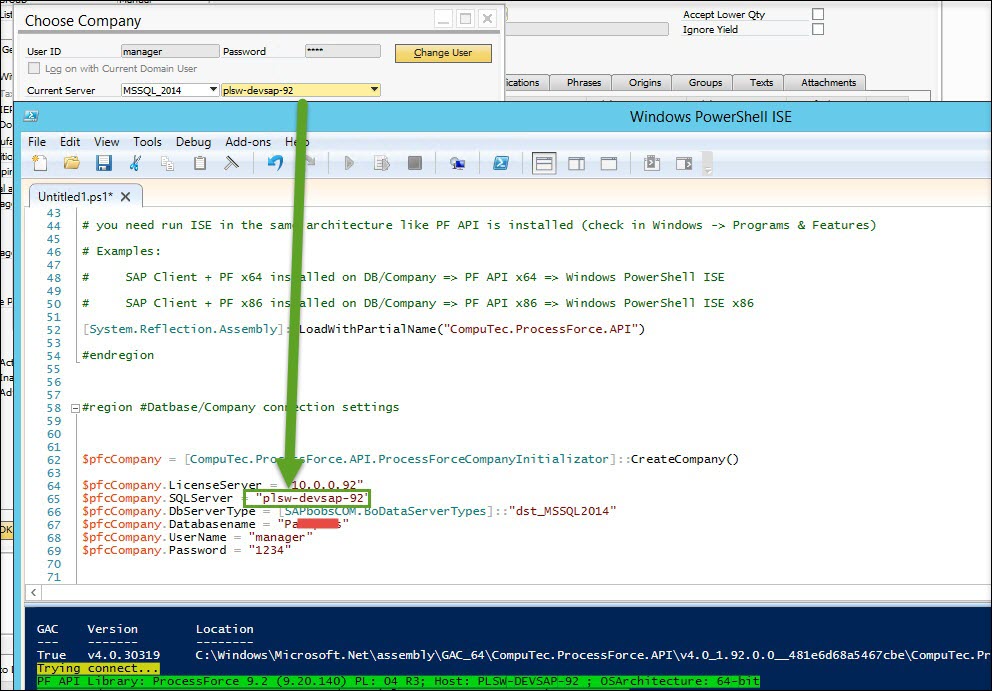 Choose Company
User ID manager Password **** Change User
Log on with Current Domain User
Current Server MSSQL_2014 plsw-devsap-92
Accept Lower Qty
Ignore Yield
Phrases Origins Groups Texts Attachments
Windows PowerShell ISE
File Edit View Tools Debug Add-ons
Untitled1.ps1* X
43
44 # you need run ISE in the same architecture like PF API is installed (check in Windows -> Programs & Features)
45
46 # Examples:
47
48 # SAP Client + PF x64 installed on DB/Company => PF API x64 => Windows PowerShell ISE
49
50 # SAP Client + PF x86 installed on DB/Company => PF API x86 => Windows PowerShell ISE x86
51
52 [System.Reflection.Assembly]::LoadWithPartialName("CompuTec.ProcessForce.API")
53
54 #endregion
55
56
57
58 #region #Datbase/Company connection settings
59
60
61
62 $pfcCompany = [CompuTec.ProcessForce.API.ProcessForceCompanyInitializator]::CreateCompany()
63
64 $pfcCompany.LicenseServer = "10.0.0.92"
65 $pfcCompany.SQLServer = "plsw-devsap-92"
66 $pfcCompany.DbServerType = [SAPbobsCOM.BoDataServerTypes]::"dst_MSSQL2014"
67 $pfcCompany.Databasename = "
68 $pfcCompany.UserName = "manager"
69 $pfcCompany.Password = "1234"
70
71
GAC Version Location
--- ------- --------
True v4.0.30319 C:\Windows\Microsoft.Net\assembly\GAC_64\CompuTec.ProcessForce.API\v4.0_1.92.0.0__481e6d68a5467cbe\CompuTec.Pr
Trying connect...
PF API Library: ProcessForce 9.2 (9.20.140) PL: 04 R3; Host: PLSW-DEVSAP-92 ; OSArchitecture: 64-bit